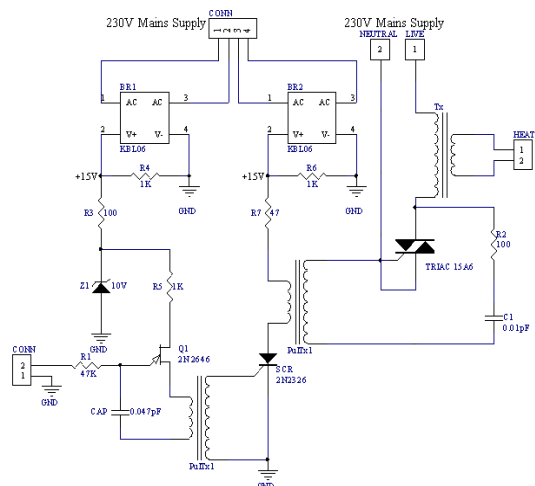 230V Mains Supply
CONN
1 2 3 4
230V Mains Supply
NEUTRAL LIVE
2 1
BR1
1 AC AC 3
2 V+ V- 4
KBL06
BR2
1 AC AC 3
2 V+ V- 4
KBL06
Tx
HEAT
1
2
+15V
R4
1K
GND
+15V
R6
1K
GND
R3 100
R7 47
R2
100
TRIAC 15A6
Z1 10V
R5 1K
C1
0.01pF
GND
CONN
2
1
GND
R1
47K
Q1
2N2646
PulTx1
SCR
2N2326
CAP 0.047pF
PulTx1
GND